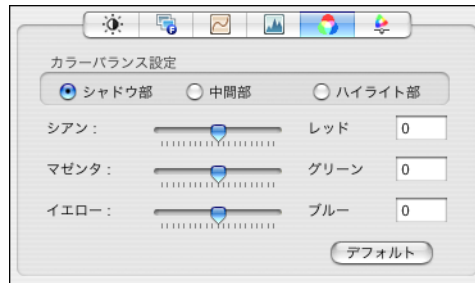 カラーバランス設定
シャドウ部 中間部 ハイライト部
シアン： レッド 0
マゼンタ： グリーン 0
イエロー： ブルー 0
デフォルト